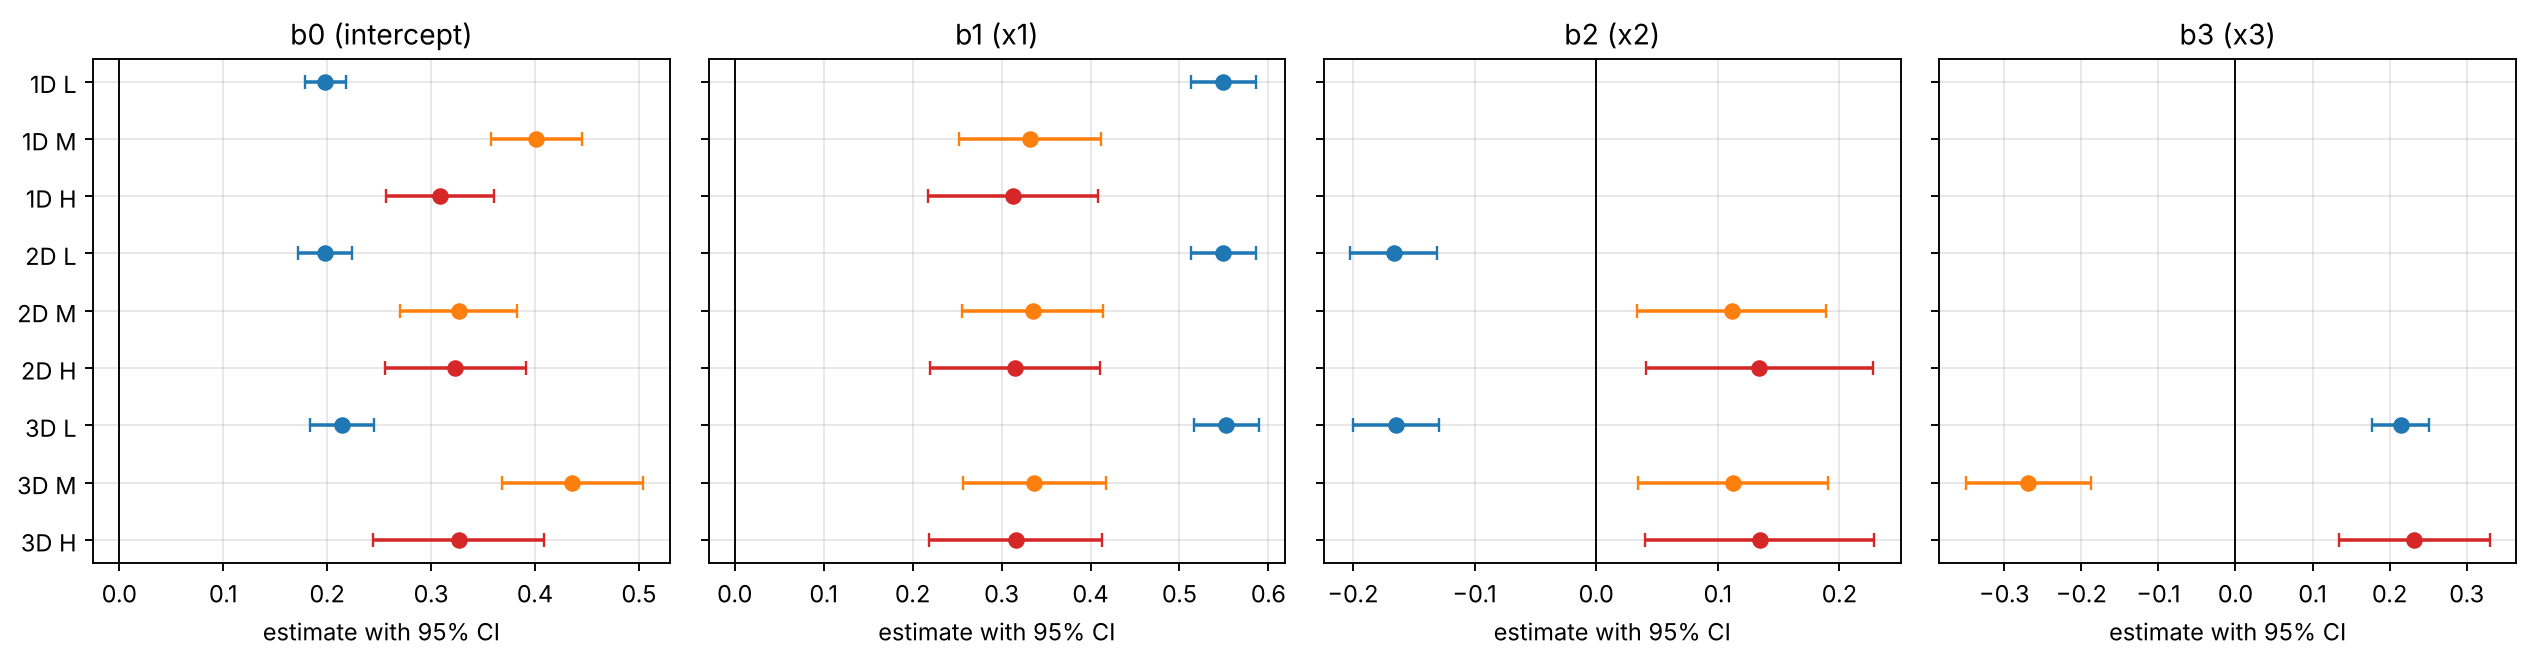 b0 (intercept)
b1 (x1)
b2 (x2)
b3 (x3)
1D L
1D M
1D H
2D L
2D M
2D H
3D L
3D M
3D H
0.0 0.1 0.2 0.3 0.4 0.5
0.0 0.1 0.2 0.3 0.4 0.5 0.6
−0.2 −0.1 0.0 0.1 0.2
−0.3 −0.2 −0.1 0.0 0.1 0.2 0.3
estimate with 95% CI
estimate with 95% CI
estimate with 95% CI
estimate with 95% CI